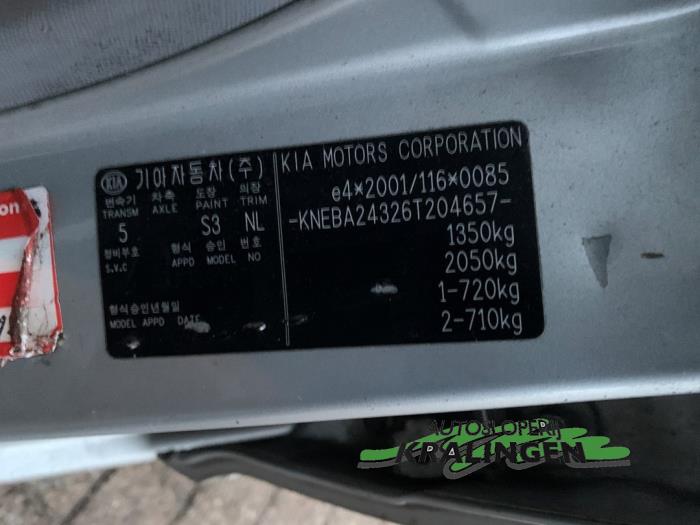 KIA 기아자동차(주)
변속기 차축 도장 의장
TRANSM AXLE PAINT TRIM
5 S3 NL
정비부호 형식 승인 번호
S.V.C APPD MODEL NO
형식승인년월일
MODEL APPD DATE
KIA MOTORS CORPORATION
e4*2001/116*0085
-KNEBA24326T204657-
1350kg
2050kg
1-720kg
2-710kg
AUTOSLOPERIJ
KRALINGEN